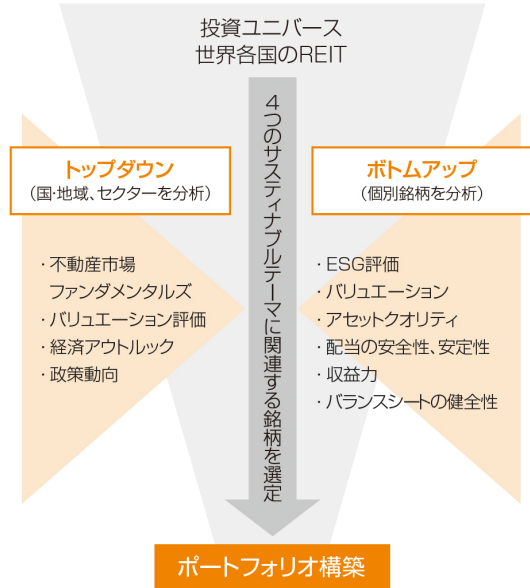 投資ユニバース
世界各国のREIT
4つのサスティナブルテーマに関連する銘柄を選定
トップダウン
（国・地域、セクターを分析）
・不動産市場
ファンダメンタルズ
・バリュエーション評価
・経済アウトルック
・政策動向
ボトムアップ
（個別銘柄を分析）
・ESG評価
・バリュエーション
・アセットクオリティ
・配当の安全性、安定性
・収益力
・バランスシートの健全性
ポートフォリオ構築